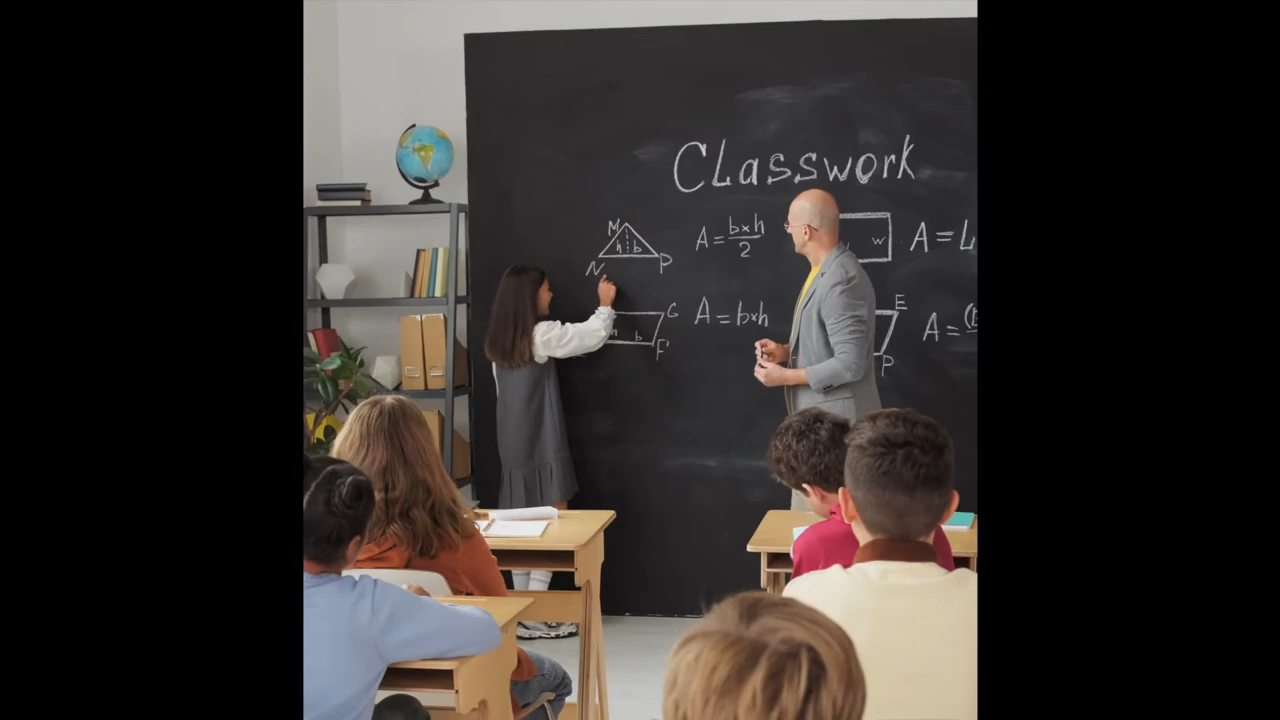 Classwork
M
h b
N P
A = b×h/2
w
A = L
G
h b
F
A = b×h
E
P
A = (b